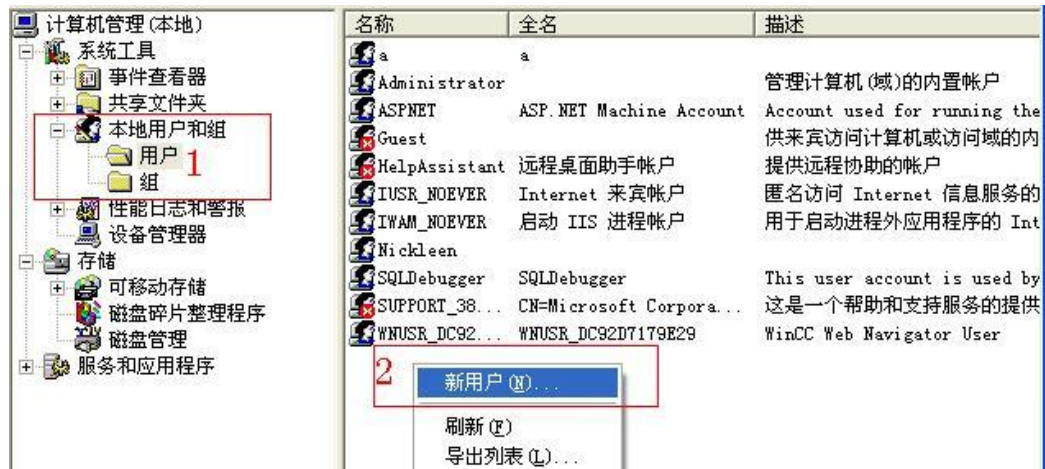 计算机管理(本地)
系统工具
事件查看器
共享文件夹
本地用户和组
用户
1
组
性能日志和警报
设备管理器
存储
可移动存储
磁盘碎片整理程序
磁盘管理
服务和应用程序
名称 全名 描述
a a
Administrator 管理计算机(域)的内置帐户
ASPNET ASP.NET Machine Account Account used for running the
Guest 供来宾访问计算机或访问域的内
HelpAssistant 远程桌面助手帐户 提供远程协助的帐户
IUSR_NOEVER Internet 来宾帐户 匿名访问 Internet 信息服务的
IWAM_NOEVER 启动 IIS 进程帐户 用于启动进程外应用程序的 Int
Nickleen
SQLDebugger SQLDebugger This user account is used by
SUPPORT_38... CN=Microsoft Corpora... 这是一个帮助和支持服务的提供
WNUSR_DC92... WNUSR_DC92D7179E29 WinCC Web Navigator User
2
新用户(N)...
刷新(F)
导出列表(L)...